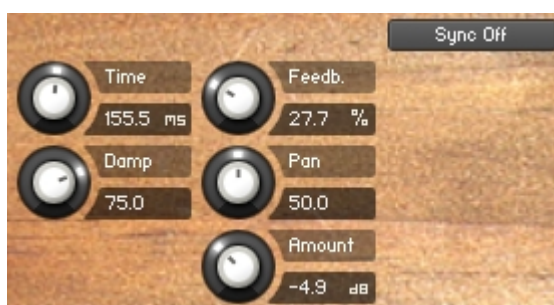 Sync Off
Time
Feedb.
155.5 ms
27.7 %
Damp
Pan
75.0
50.0
Amount
-4.9 dB